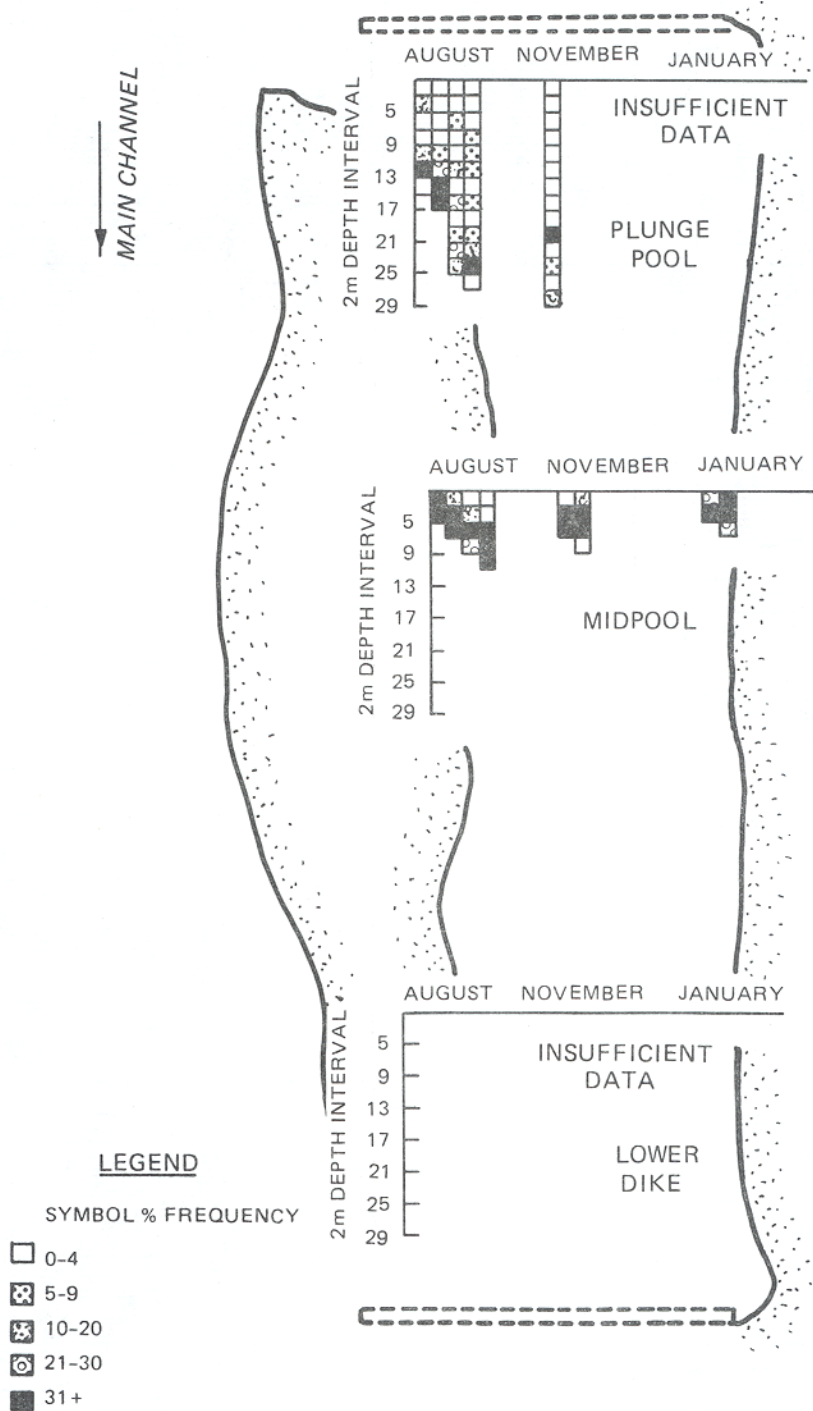 AUGUST NOVEMBER JANUARY
MAIN CHANNEL
2m DEPTH INTERVAL
5
9
13
17
21
25
29
INSUFFICIENT
DATA
PLUNGE
POOL
AUGUST NOVEMBER JANUARY
2m DEPTH INTERVAL
5
9
13
17
21
25
29
MIDPOOL
AUGUST NOVEMBER JANUARY
2m DEPTH INTERVAL
5
9
13
17
21
25
29
INSUFFICIENT
DATA
LOWER
DIKE
LEGEND
SYMBOL % FREQUENCY
0-4
5-9
10-20
21-30
31+